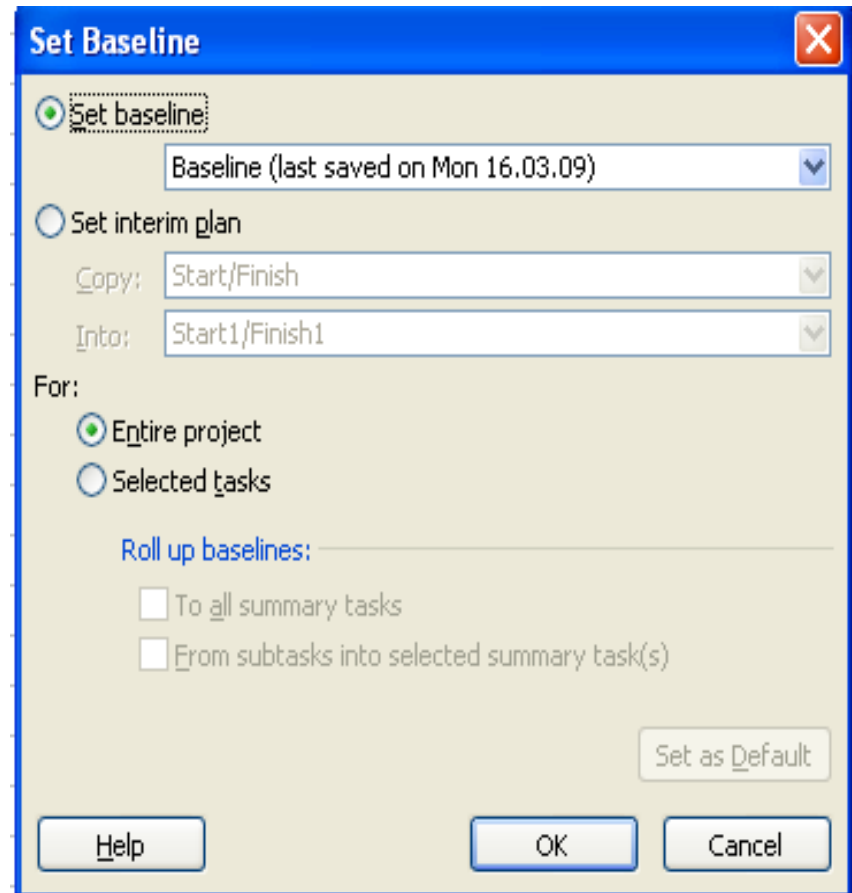 Set Baseline
Set baseline
Baseline (last saved on Mon 16.03.09)
Set interim plan
Copy: Start/Finish
Into: Start1/Finish1
For:
Entire project
Selected tasks
Roll up baselines:
To all summary tasks
From subtasks into selected summary task(s)
Set as Default
Help OK Cancel